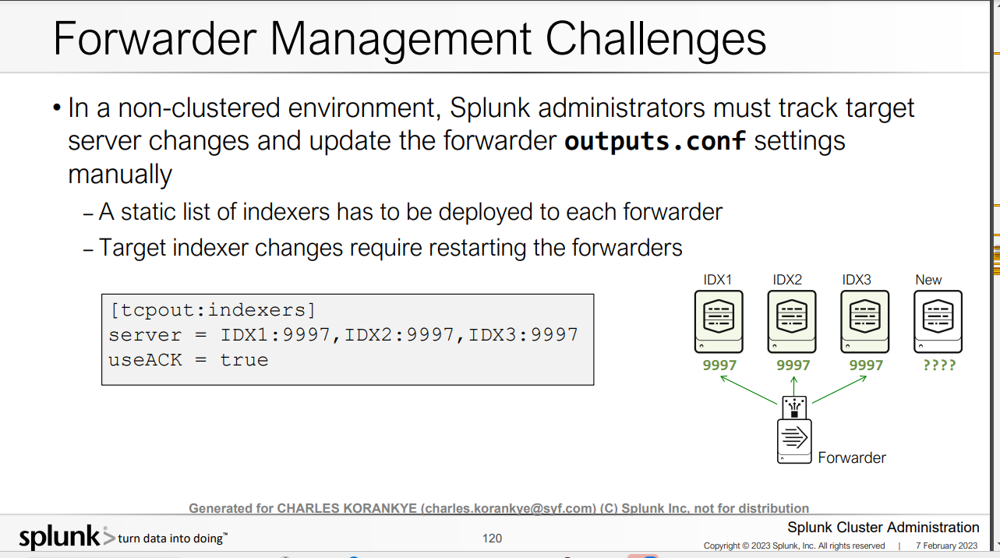 Forwarder Management Challenges
• In a non-clustered environment, Splunk administrators must track target
server changes and update the forwarder outputs.conf settings
manually
– A static list of indexers has to be deployed to each forwarder
– Target indexer changes require restarting the forwarders
[tcpout:indexers]
server = IDX1:9997,IDX2:9997,IDX3:9997
useACK = true
IDX1 IDX2 IDX3 New
9997 9997 9997 ????
Forwarder
Generated for CHARLES KORANKYE (charles.korankye@syf.com) (C) Splunk Inc, not for distribution
splunk> turn data into doing™
120
Splunk Cluster Administration
Copyright © 2023 Splunk, Inc. All rights reserved | 7 February 2023